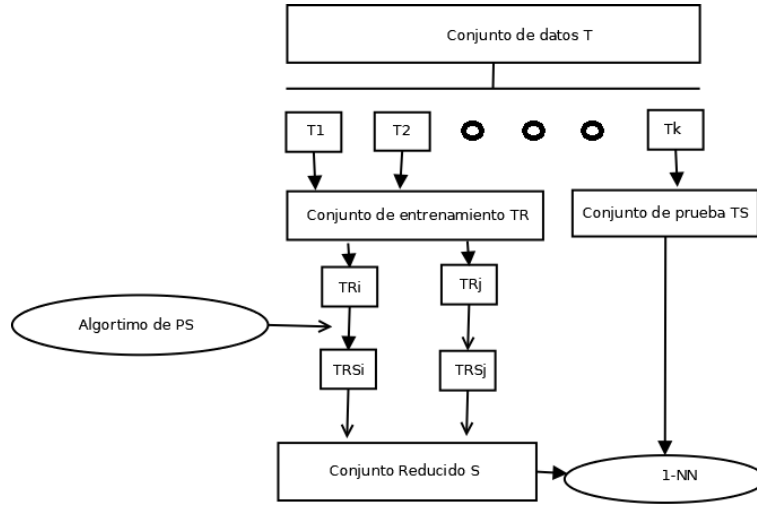 Conjunto de datos T
T1
T2
Tk
Conjunto de entrenamiento TR
Conjunto de prueba TS
TRi
TRj
Algortimo de PS
TRSi
TRSj
Conjunto Reducido S
1-NN